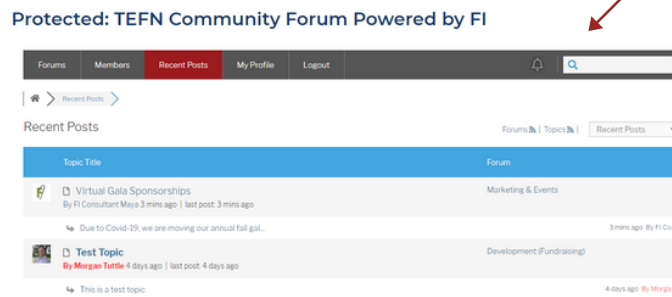 Protected: TEFN Community Forum Powered by FI
Forums Members Recent Posts My Profile Logout
Recent Posts
Recent Posts
Forums | Topics | Recent Posts
Topic Title Forum
Virtual Gala Sponsorships Marketing & Events
By FI Consultant Maya 3 mins ago | last post 3 mins ago
Due to Covid-19, we are moving our annual fall gal... 3 mins ago By FI Co
Test Topic Development (Fundraising)
By Morgan Tuttle 4 days ago | last post 4 days ago
This is a test topic 4 days ago By Morga